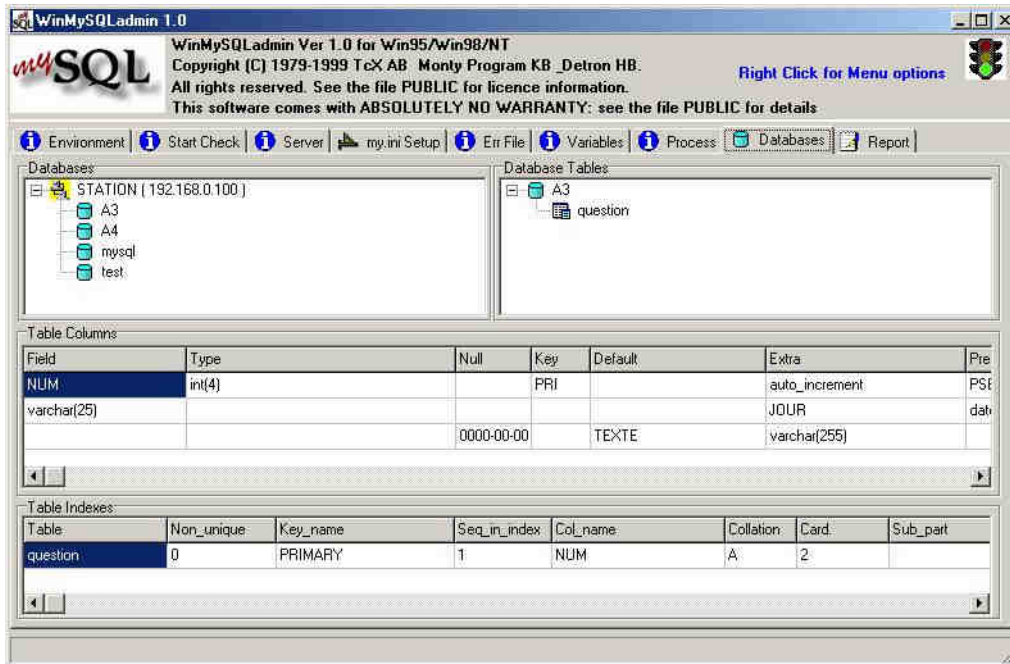 WinMySQLadmin 1.0
mySQL
WinMySQLadmin Ver 1.0 for Win95/Win98/NT
Copyright (C) 1979-1999 TcX AB Monty Program KB _Detron HB.
All rights reserved. See the file PUBLIC for licence information.
This software comes with ABSOLUTELY NO WARRANTY: see the file PUBLIC for details
Right Click for Menu options
Environment Start Check Server my.ini Setup Err File Variables Process Databases Report
Databases
STATION ( 192.168.0.100 )
A3
A4
mysql
test
Database Tables
A3
question
Table Columns
Field Type Null Key Default Extra Pre
NUM int(4) PRI auto_increment
varchar(25) JOUR
0000-00-00 TEXTE varchar(255)
Table Indexes
Table Non_unique Key_name Seq_in_index Col_name Collation Card. Sub_part
question 0 PRIMARY 1 NUM A 2